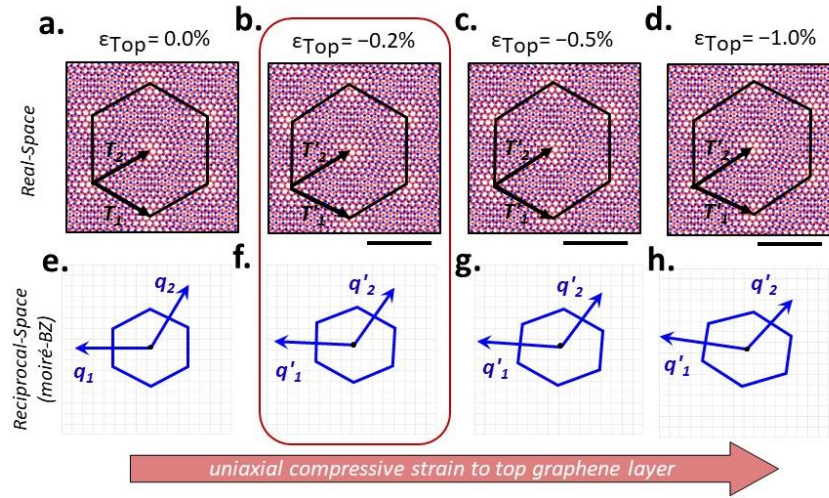 a. b. c. d.
εTop = 0.0% εTop = −0.2% εTop = −0.5% εTop = −1.0%
Real-Space
T2 T'2 T'2 T'2
T1 T'1 T'1 T'1
e. f. g. h.
q2 q'2 q'2 q'2
q1 q'1 q'1 q'1
Reciprocal-Space
(moiré-BZ)
uniaxial compressive strain to top graphene layer